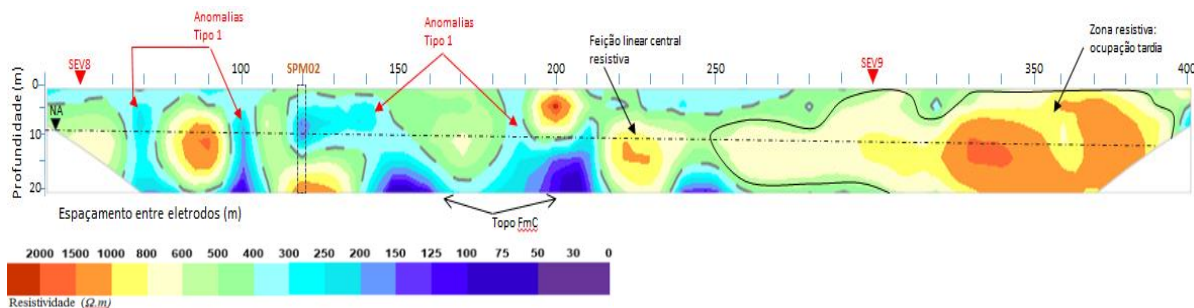 Anomalias
Tipo 1
Anomalias
Tipo 1
Feição linear central
resistiva
Zona resistiva:
ocupação tardia
SEV8
100
SPM02
150
200
250
SEV9
350
400
Profundidade (m)
0
10
20
NA
Espaçamento entre eletrodos (m)
Topo FmC
2000 1500 1000 800 600 500 400 300 250 200 150 125 100 75 50 30 0
Resistividade (Ω.m)